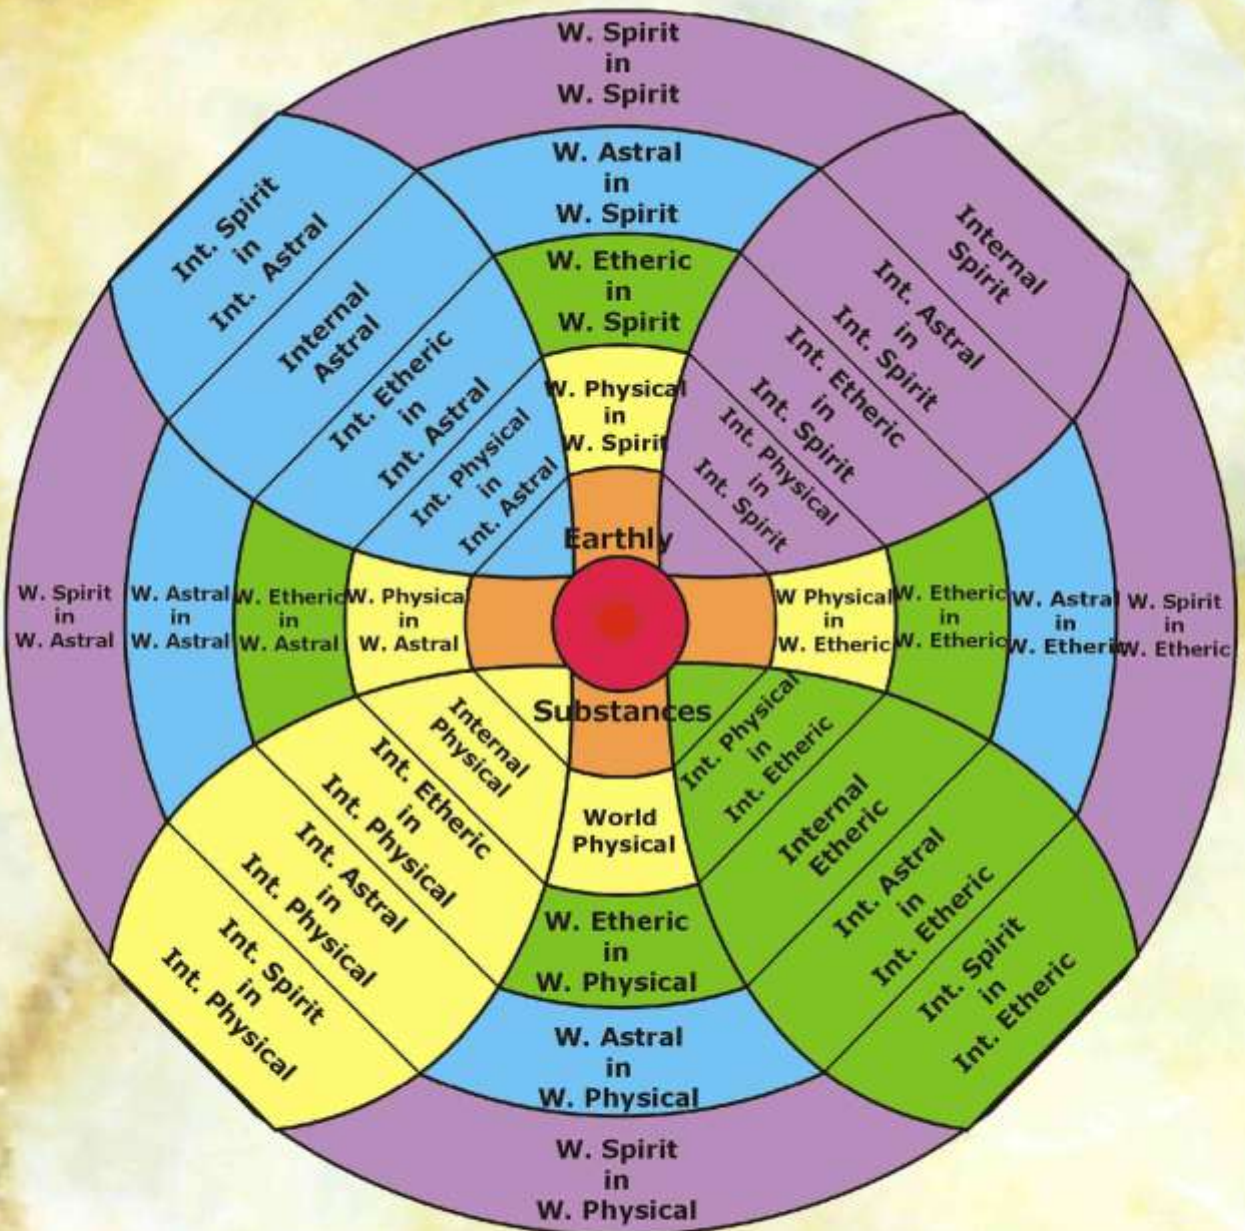 W. Spirit
in
W. Spirit
W. Astral
in
W. Spirit
W. Etheric
in
W. Spirit
W. Physical
in
W. Spirit
Int. Spirit
in
Int. Astral
Internal
Astral
Int. Etheric
in
Int. Astral
Int. Physical
in
Int. Astral
Internal
Spirit
Int. Astral
in
Int. Spirit
Int. Etheric
in
Int. Spirit
Int. Physical
in
Int. Spirit
Earthly
W. Spirit
in
W. Astral
W. Astral
in
W. Astral
W. Etheric
in
W. Astral
W. Physica
in
W. Astral
W Physical
in
W. Etheric
W. Etheric
in
W. Etheric
W. Astral
in
W. Etheric
W. Spirit
in
W. Etheric
Substances
Internal
Physical
Int. Etheric
in
Int. Physical
Int. Astral
in
Int. Physical
Int. Spirit
in
Int. Physical
Int. Physical
in
Int. Etheric
Internal
Etheric
Int. Astral
in
Int. Etheric
Int. Spirit
in
Int. Etheric
World
Physical
W. Etheric
in
W. Physical
W. Astral
in
W. Physical
W. Spirit
in
W. Physical